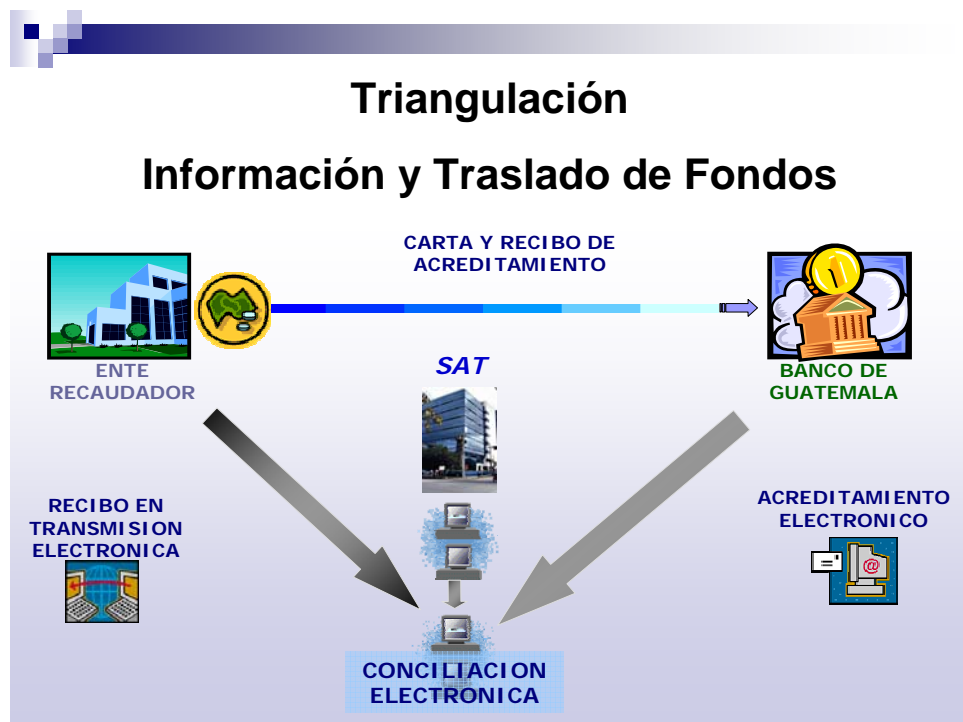 Triangulación
Información y Traslado de Fondos
CARTA Y RECIBO DE
ACREDITAMIENTO
ENTE
RECAUDADOR
SAT
BANCO DE
GUATEMALA
RECIBO EN
TRANSMISION
ELECTRONICA
ACREDITAMIENTO
ELECTRONICO
@
CONCILIACION
ELECTRONICA